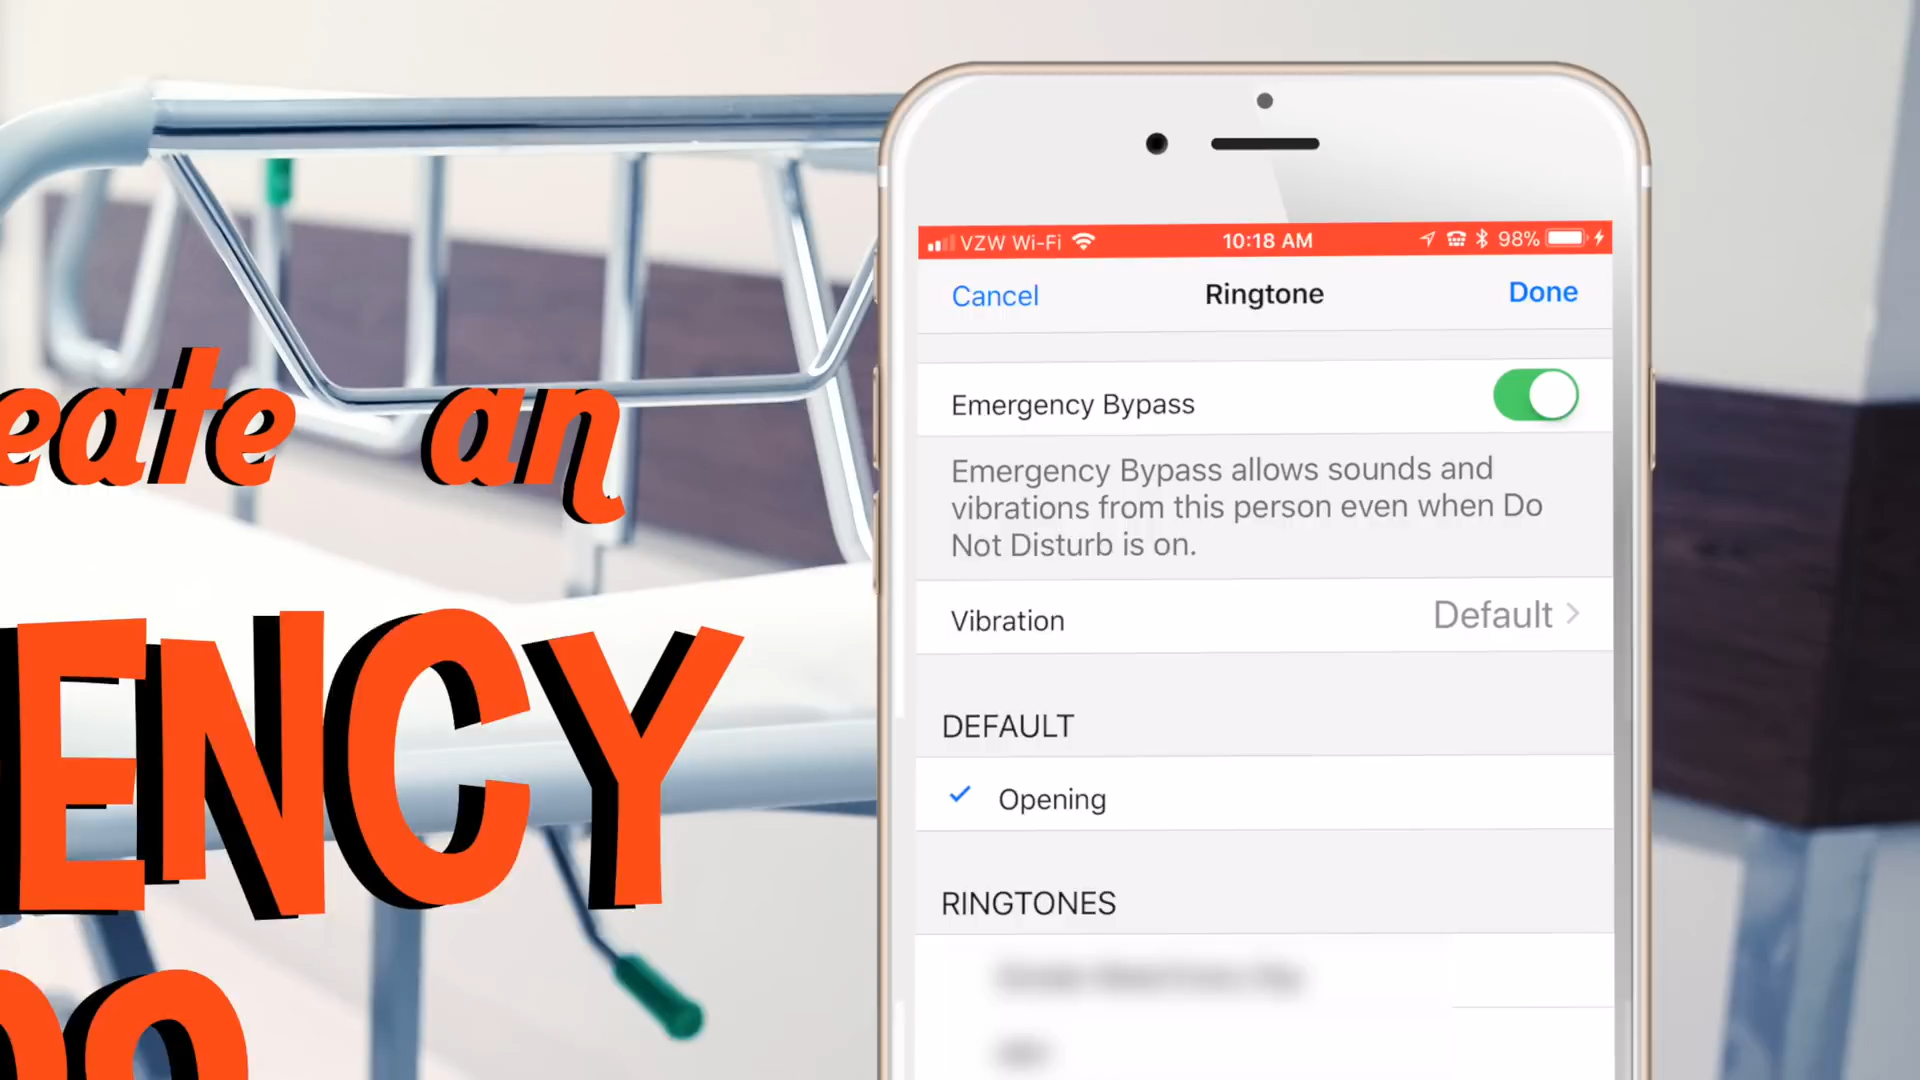 eate an
ENCY
VZW Wi-Fi 10:18 AM 98%
Cancel Ringtone Done
Emergency Bypass
Emergency Bypass allows sounds and
vibrations from this person even when Do
Not Disturb is on.
Vibration Default
DEFAULT
Opening
RINGTONES